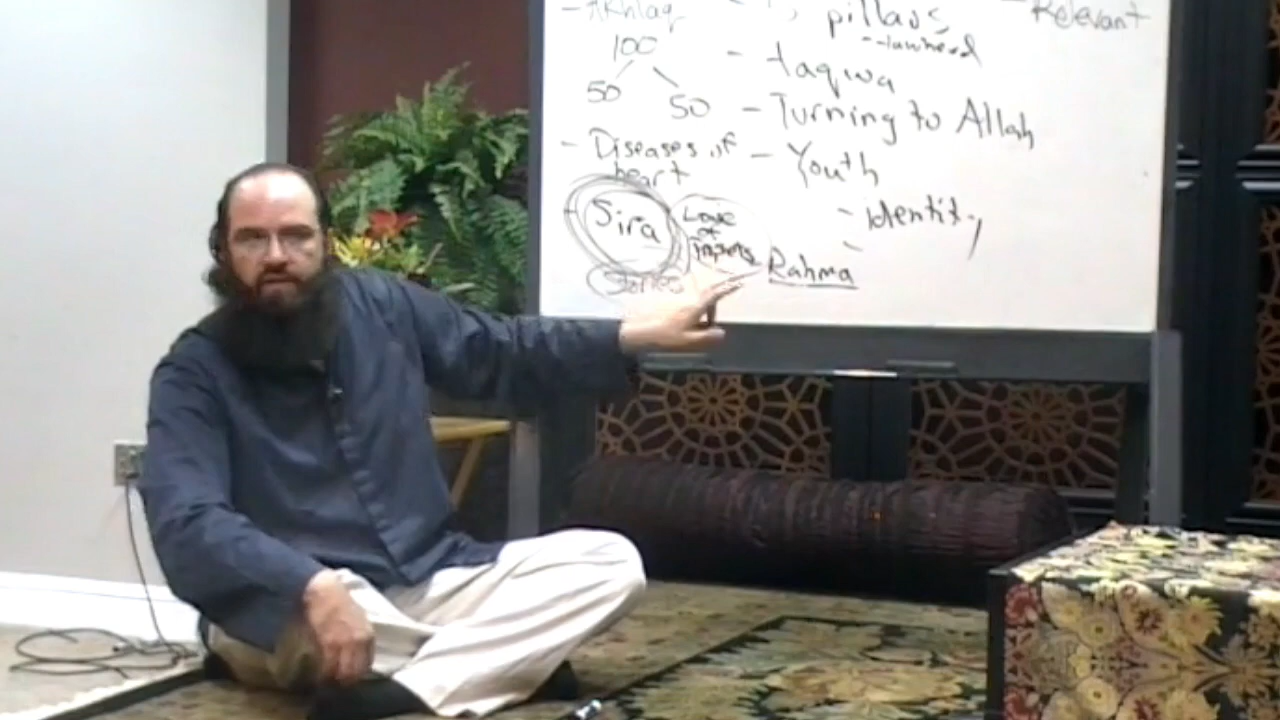 - Akhlaq
100
50 50
- Diseases of
heart
- Sira
Love
of
Stories
pillars
- tawheed
- taqwa
- Turning to Allah
- Youth
- identity
-
Rahma
- Relevant